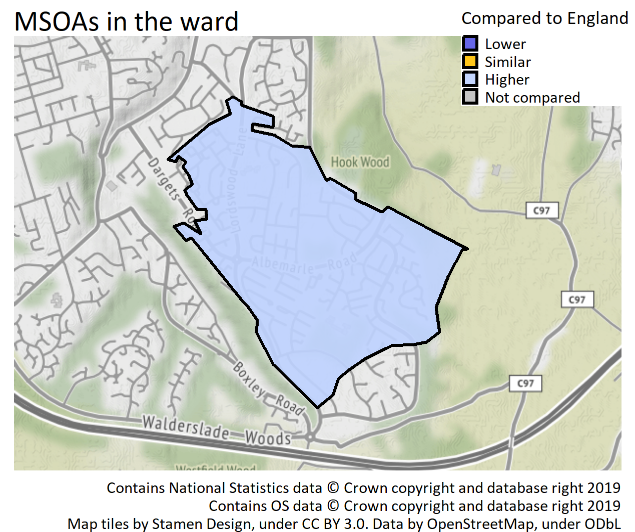 MSOAs in the ward
Compared to England
Lower
Similar
Higher
Not compared
Hook Wood
Dargets Ro
C97
Albemarle Road
C97
C97
Boxley Road
Walderslade Woods
Westfield Wood
Contains National Statistics data © Crown copyright and database right 2019
Contains OS data © Crown copyright and database right 2019
Map tiles by Stamen Design, under CC BY 3.0. Data by OpenStreetMap, under ODbL